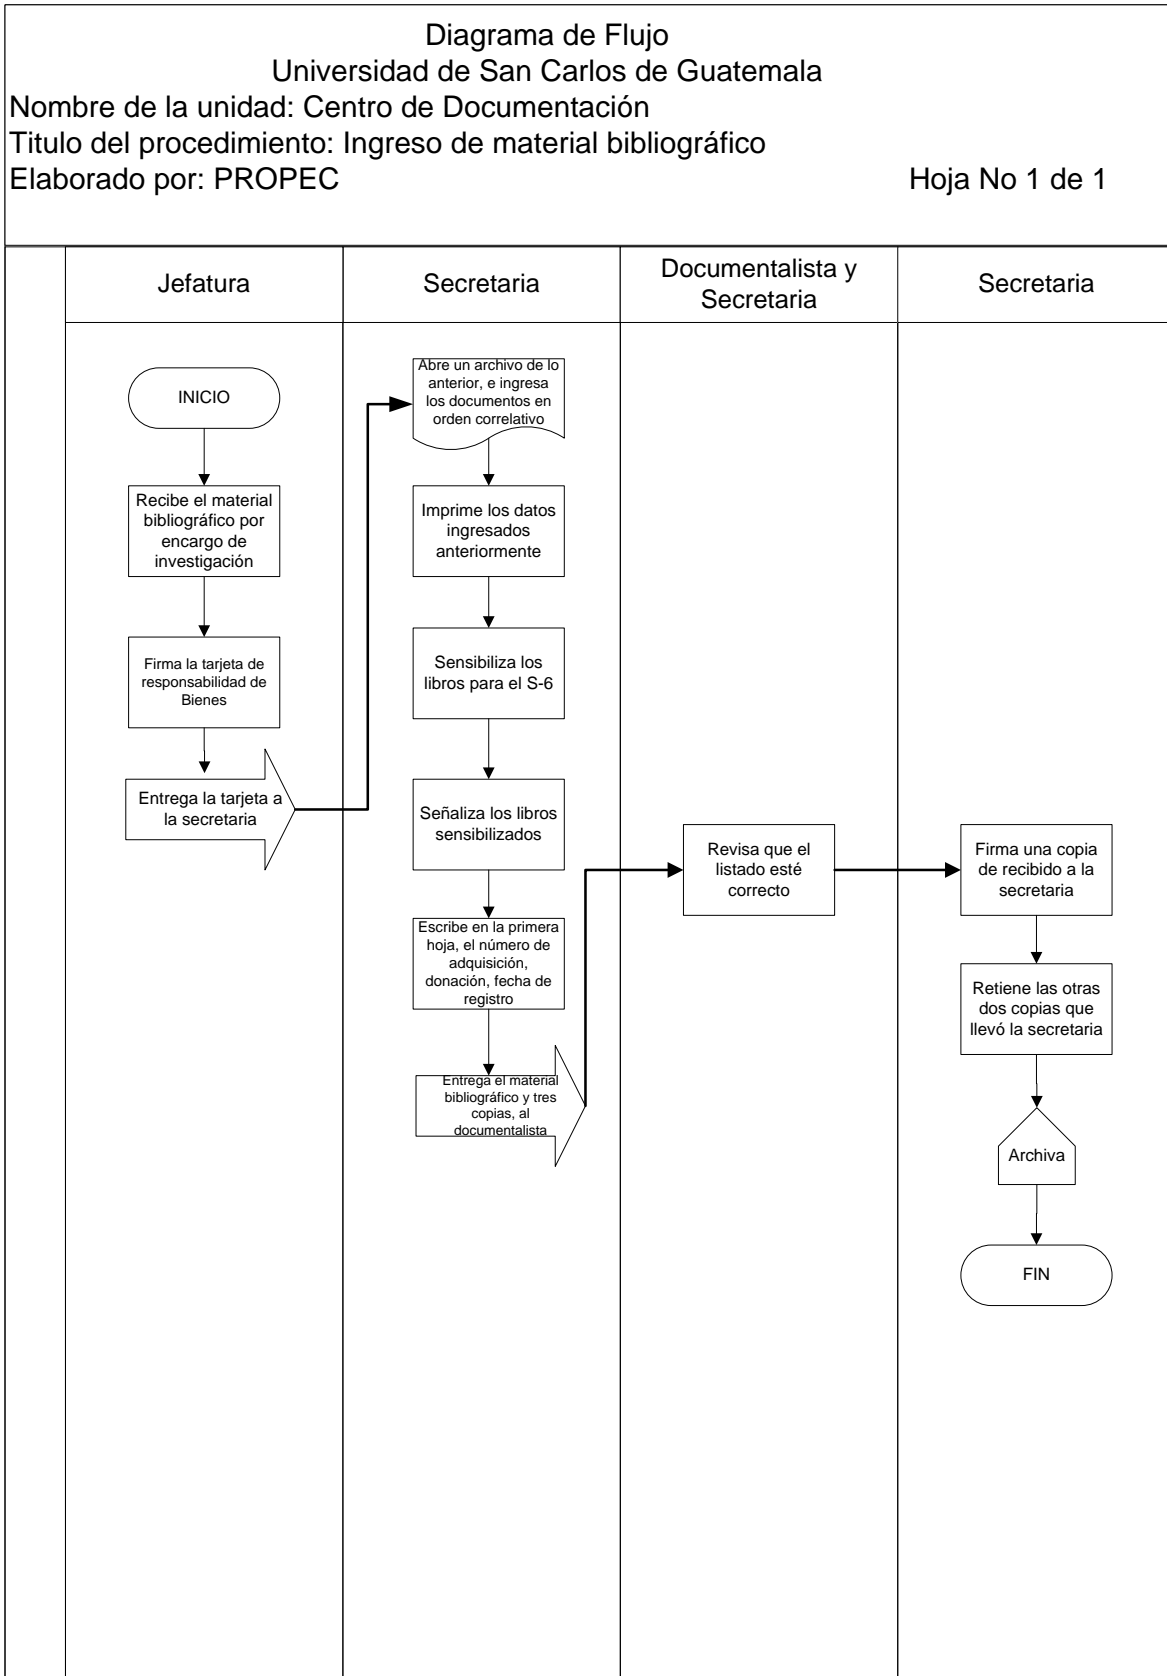 Diagrama de Flujo
Universidad de San Carlos de Guatemala
Nombre de la unidad: Centro de Documentación
Titulo del procedimiento: Ingreso de material bibliográfico
Elaborado por: PROPEC
Hoja No 1 de 1
Jefatura
Secretaria
Documentalista y
Secretaria
Secretaria
INICIO
Recibe el material
bibliográfico por
encargo de
investigación
Firma la tarjeta de
responsabilidad de
Bienes
Entrega la tarjeta a
la secretaria
Abre un archivo de lo
anterior, e ingresa
los documentos en
orden correlativo
Imprime los datos
ingresados
anteriormente
Sensibiliza los
libros para el S-6
Señaliza los libros
sensibilizados
Escribe en la primera
hoja, el número de
adquisición,
donación, fecha de
registro
Entrega el material
bibliográfico y tres
copias, al
documentalista
Revisa que el
listado esté
correcto
Firma una copia
de recibido a la
secretaria
Retiene las otras
dos copias que
llevó la secretaria
Archiva
FIN